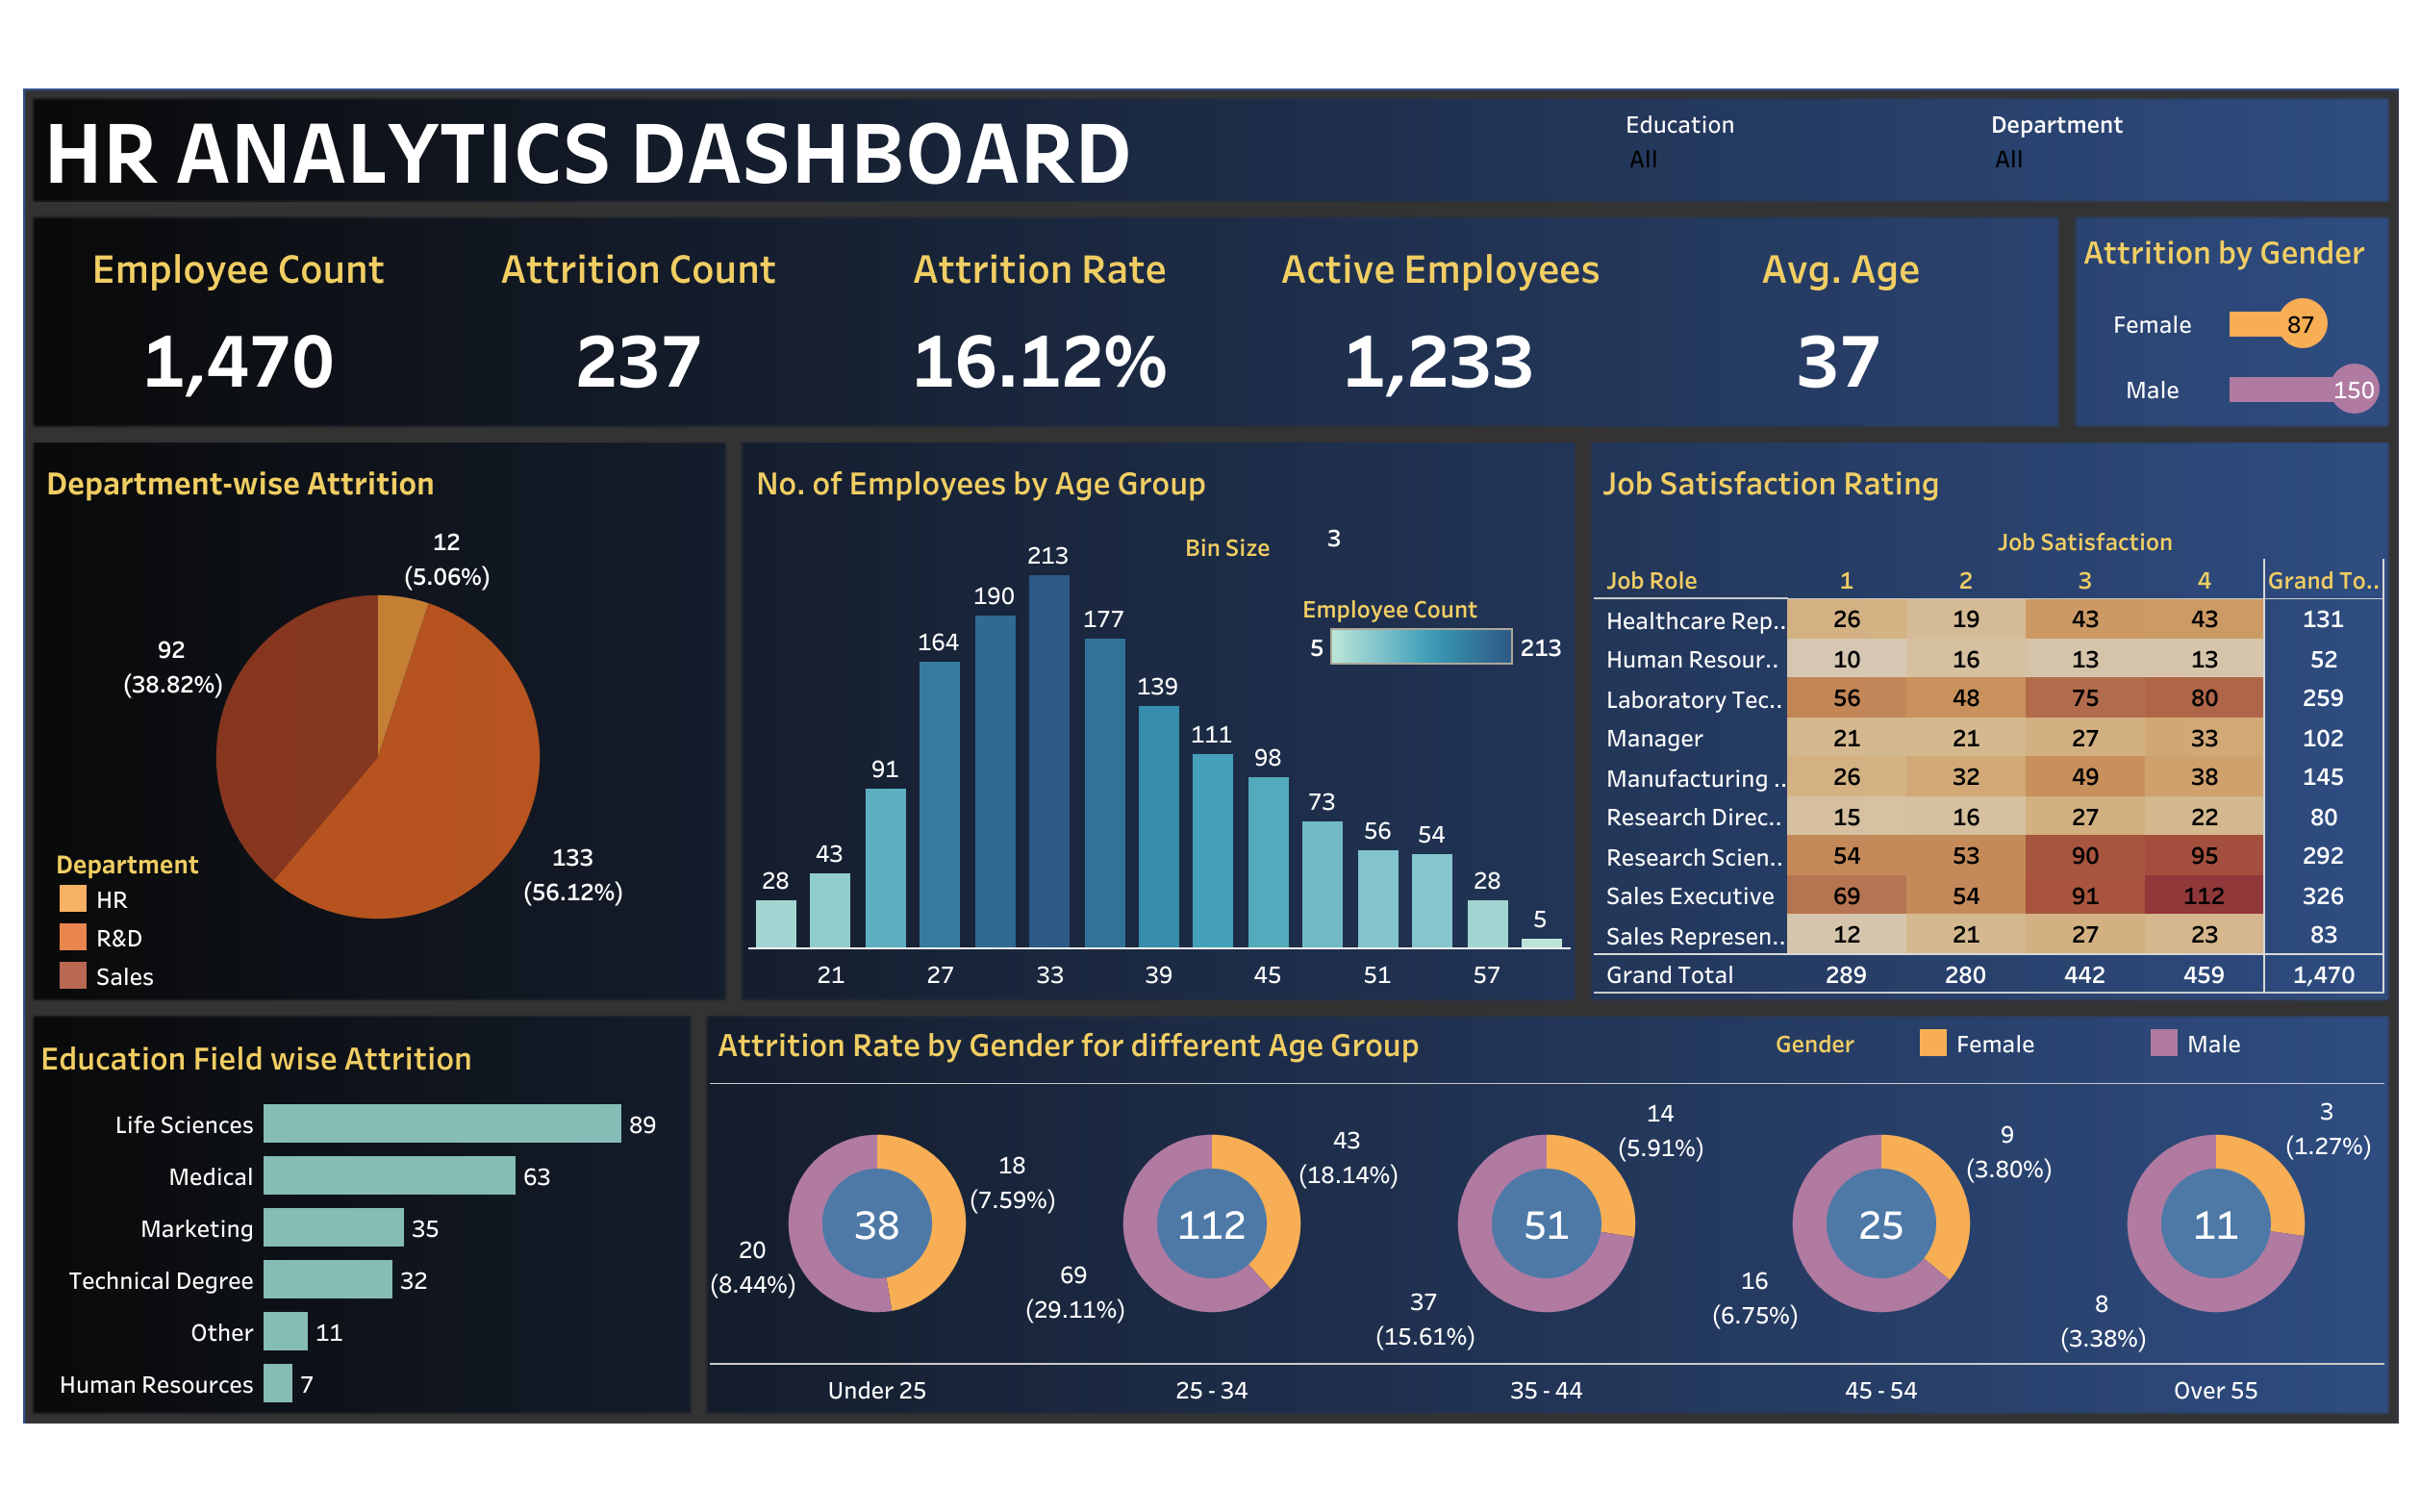 HR ANALYTICS DASHBOARD
Education
All
Department
All
Employee Count
1,470
Attrition Count
237
Attrition Rate
16.12%
Active Employees
1,233
Avg. Age
37
Attrition by Gender
Female 87
Male 150
Department-wise Attrition
12
(5.06%)
92
(38.82%)
133
(56.12%)
Department
HR
R&D
Sales
No. of Employees by Age Group
Bin Size 3
Employee Count
5 213
28 43 91 164 190 213 177 139 111 98 73 56 54 28 5
21 27 33 39 45 51 57
Job Satisfaction Rating
Job Satisfaction
Job Role 1 2 3 4 Grand To..
Healthcare Rep.. 26 19 43 43 131
Human Resour.. 10 16 13 13 52
Laboratory Tec.. 56 48 75 80 259
Manager 21 21 27 33 102
Manufacturing .. 26 32 49 38 145
Research Direc.. 15 16 27 22 80
Research Scien.. 54 53 90 95 292
Sales Executive 69 54 91 112 326
Sales Represen.. 12 21 27 23 83
Grand Total 289 280 442 459 1,470
Education Field wise Attrition
Life Sciences 89
Medical 63
Marketing 35
Technical Degree 32
Other 11
Human Resources 7
Attrition Rate by Gender for different Age Group
Gender Female Male
38
18
(7.59%)
20
(8.44%)
Under 25
112
43
(18.14%)
69
(29.11%)
25 - 34
51
14
(5.91%)
37
(15.61%)
35 - 44
25
9
(3.80%)
16
(6.75%)
45 - 54
11
3
(1.27%)
8
(3.38%)
Over 55